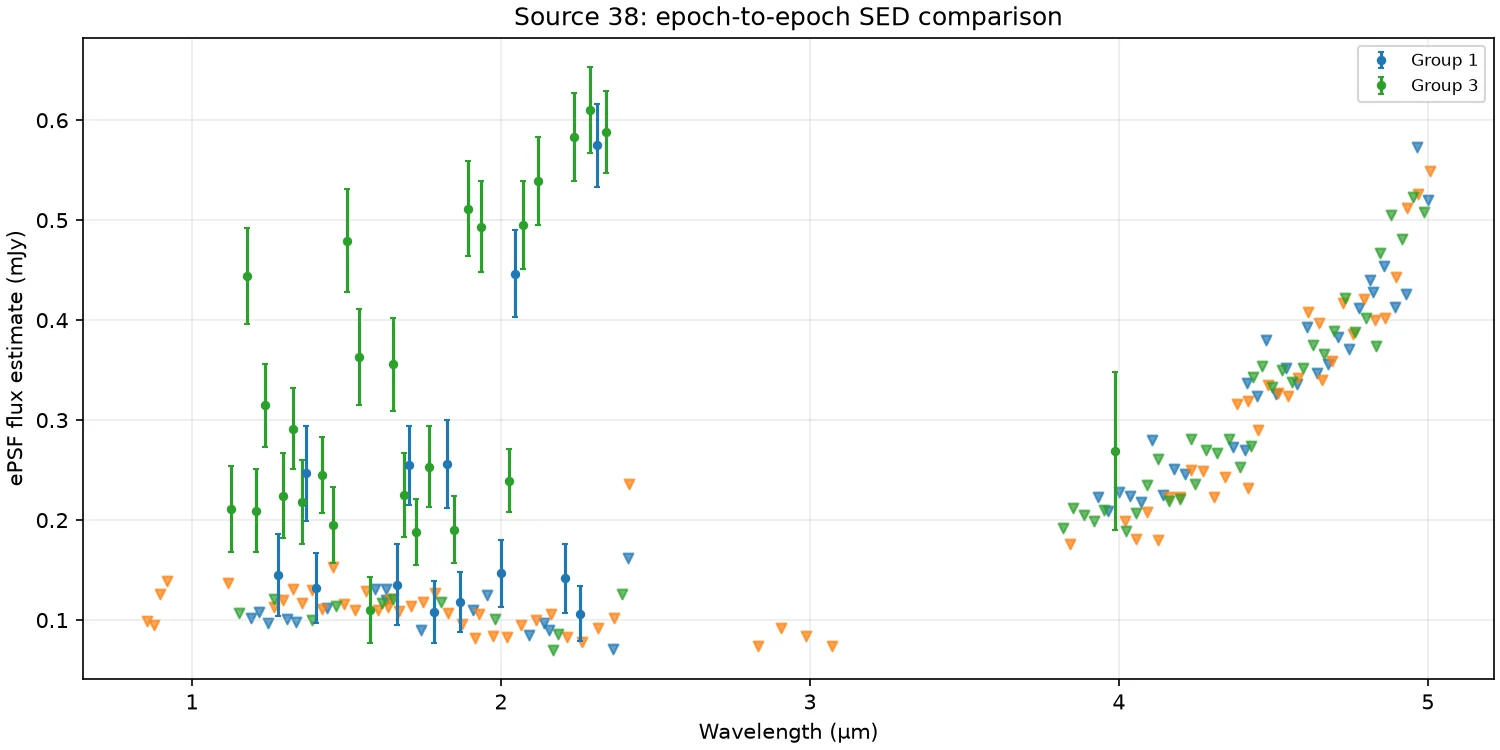 Source 38: epoch-to-epoch SED comparison
ePSF flux estimate (mJy)
0.6
0.5
0.4
0.3
0.2
0.1
Group 1
Group 3
1
2
3
4
5
Wavelength (µm)